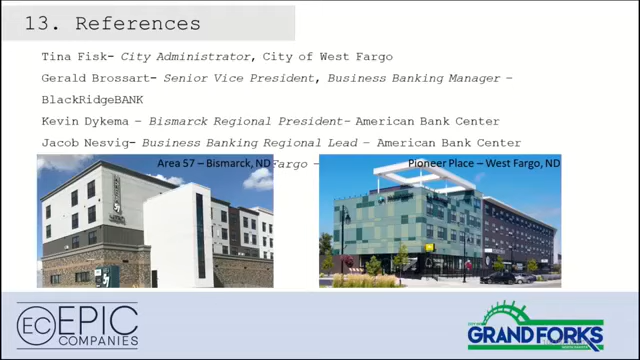 13. References
Tina Fisk- City Administrator, City of West Fargo
Gerald Brossart- Senior Vice President, Business Banking Manager –
BlackRidgeBANK
Kevin Dykema – Bismarck Regional President- American Bank Center
Jacob Nesvig- Business Banking Regional Lead – American Bank Center
Fargo –
Area 57 – Bismarck, ND
Pioneer Place – West Fargo, ND
EC EPIC
COMPANIES
GRAND FORKS